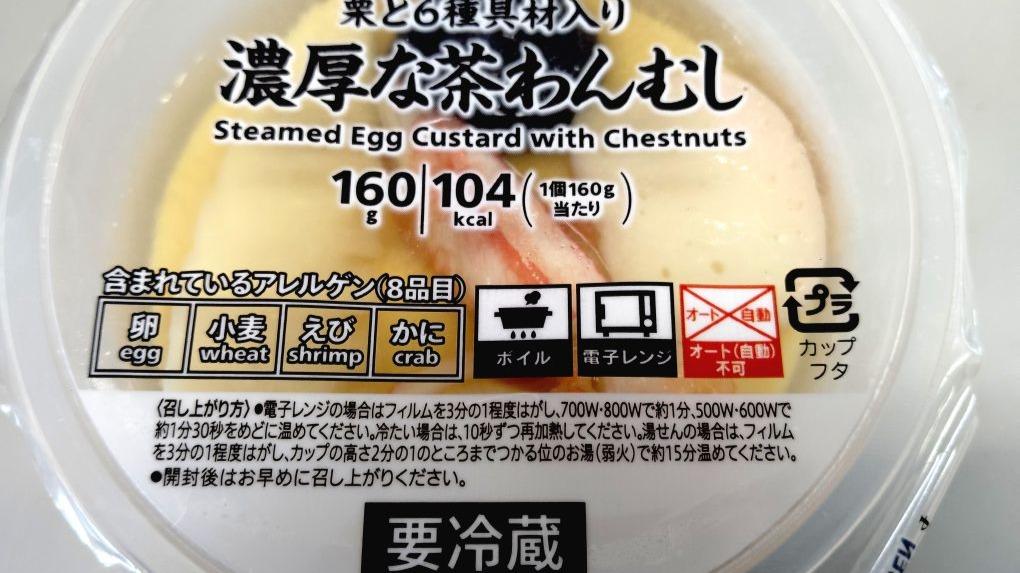 栗と6種具材入り
濃厚な茶わんむし
Steamed Egg Custard with Chestnuts
160g 104kcal (1個160g当たり)
含まれているアレルゲン(8品目)
卵 egg 小麦 wheat えび shrimp かに crab
ボイル 電子レンジ オート 自動 オート(自動)不可
プラ
カップ
フタ
〈召し上がり方〉●電子レンジの場合はフィルムを3分の1程度はがし、700W・800Wで約1分、500W・600Wで
約1分30秒をめどに温めてください。冷たい場合は、10秒ずつ再加熱してください。湯せんの場合は、フィルム
を3分の1程度はがし、カップの高さ2分の1のところまでつかる位のお湯(弱火)で約15分温めてください。
●開封後はお早めに召し上がりください。
要冷蔵